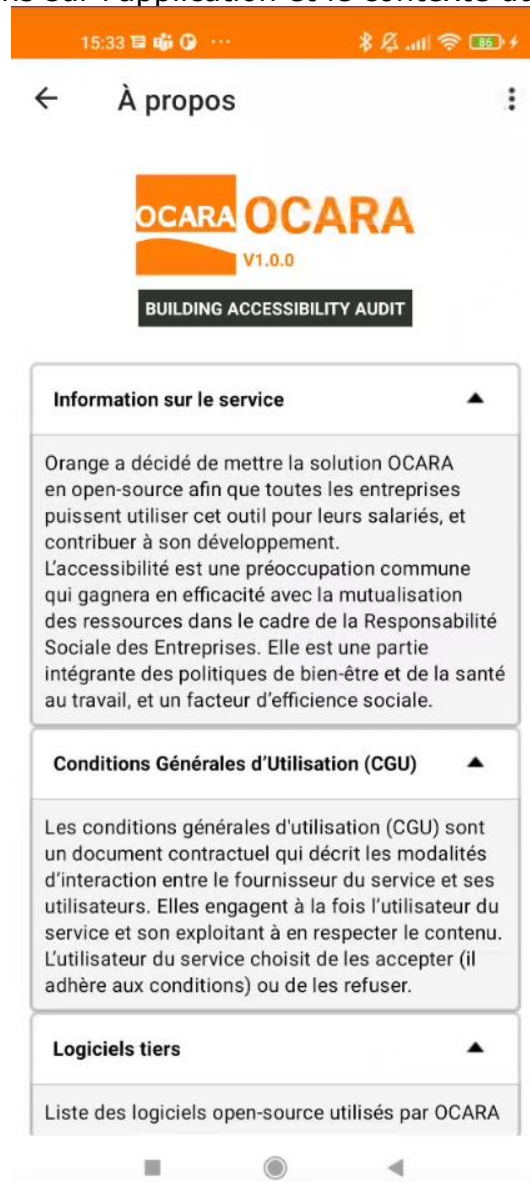 sur l'application et le contexte
15:33
86
À propos
OCARA OCARA
V1.0.0
BUILDING ACCESSIBILITY AUDIT
Information sur le service
Orange a décidé de mettre la solution OCARA
en open-source afin que toutes les entreprises
puissent utiliser cet outil pour leurs salariés, et
contribuer à son développement.
L'accessibilité est une préoccupation commune
qui gagnera en efficacité avec la mutualisation
des ressources dans le cadre de la Responsabilité
Sociale des Entreprises. Elle est une partie
intégrante des politiques de bien-être et de la santé
au travail, et un facteur d'efficience sociale.
Conditions Générales d'Utilisation (CGU)
Les conditions générales d'utilisation (CGU) sont
un document contractuel qui décrit les modalités
d'interaction entre le fournisseur du service et ses
utilisateurs. Elles engagent à la fois l'utilisateur du
service et son exploitant à en respecter le contenu.
L'utilisateur du service choisit de les accepter (il
adhère aux conditions) ou de les refuser.
Logiciels tiers
Liste des logiciels open-source utilisés par OCARA